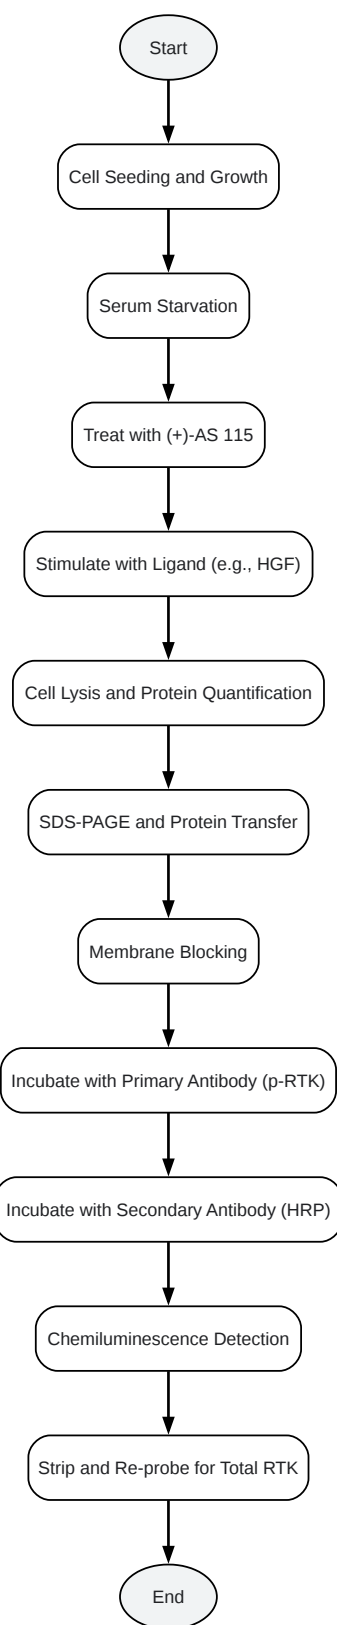 Start
Cell Seeding and Growth
Serum Starvation
Treat with (+)-AS 115
Stimulate with Ligand (e.g., HGF)
Cell Lysis and Protein Quantification
SDS-PAGE and Protein Transfer
Membrane Blocking
Incubate with Primary Antibody (p-RTK)
Incubate with Secondary Antibody (HRP)
Chemiluminescence Detection
Strip and Re-probe for Total RTK
End